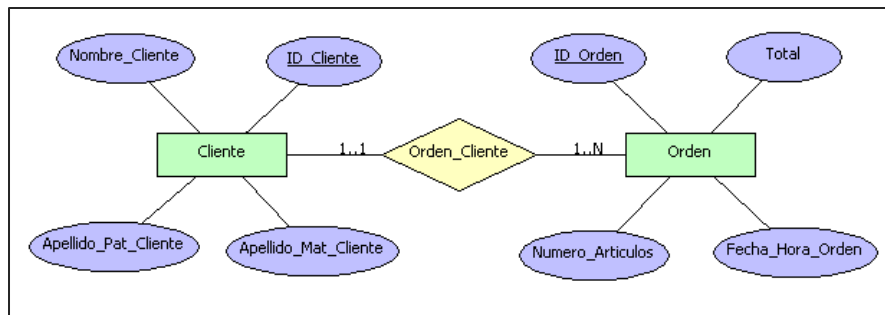 Nombre_Cliente
ID_Cliente
ID_Orden
Total
Cliente
1..1
Orden_Cliente
1..N
Orden
Apellido_Pat_Cliente
Apellido_Mat_Cliente
Numero_Articulos
Fecha_Hora_Orden